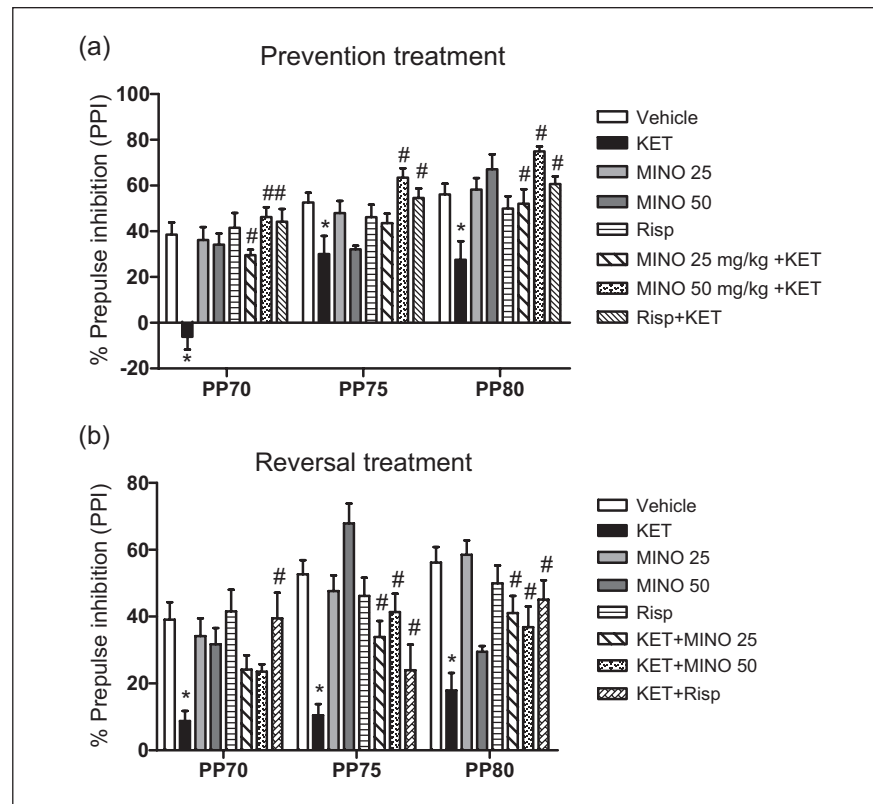 (a)
Prevention treatment
% Prepulse inhibition (PPI)
100
80
60
40
20
0
-20
*
#
##
*
#
#
*
#
#
#
PP70
PP75
PP80
Vehicle
KET
MINO 25
MINO 50
Risp
MINO 25 mg/kg +KET
MINO 50 mg/kg +KET
Risp+KET
(b)
Reversal treatment
% Prepulse inhibition (PPI)
80
60
40
20
0
*
#
*
#
#
#
*
#
#
#
PP70
PP75
PP80
Vehicle
KET
MINO 25
MINO 50
Risp
KET+MINO 25
KET+MINO 50
KET+Risp